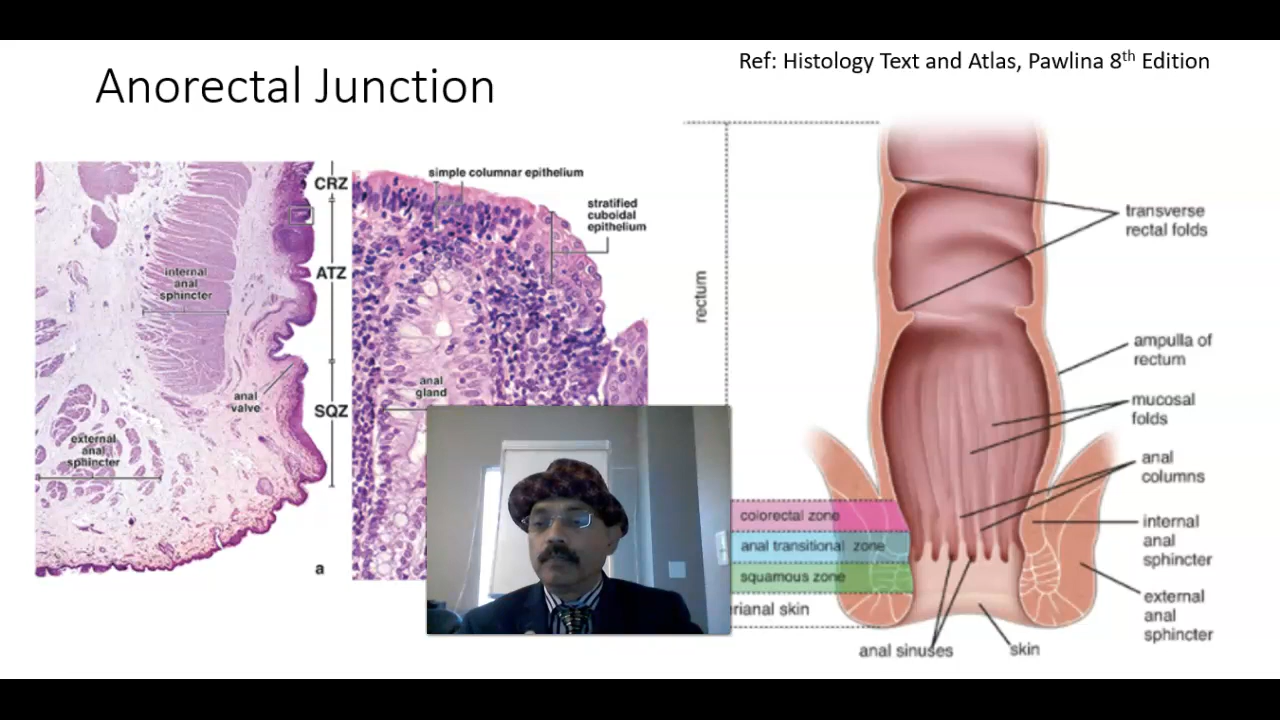 Ref: Histology Text and Atlas, Pawlina 8th Edition
Anorectal Junction
CRZ
ATZ
SQZ
internal
anal
sphincter
anal
valve
external
anal
sphincter
a
simple columnar epithelium
stratified
cuboidal
epithelium
anal
gland
rectum
colorectal zone
anal transitional zone
squamous zone
skin
transverse
rectal folds
ampulla of
rectum
mucosal
folds
anal
columns
internal
anal
sphincter
external
anal
sphincter
anal sinuses
skin